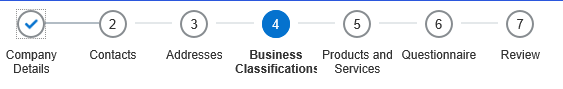 2 3 4 5 6 7
Company Contacts Addresses Business Products and Questionnaire Review
Details Classifications Services